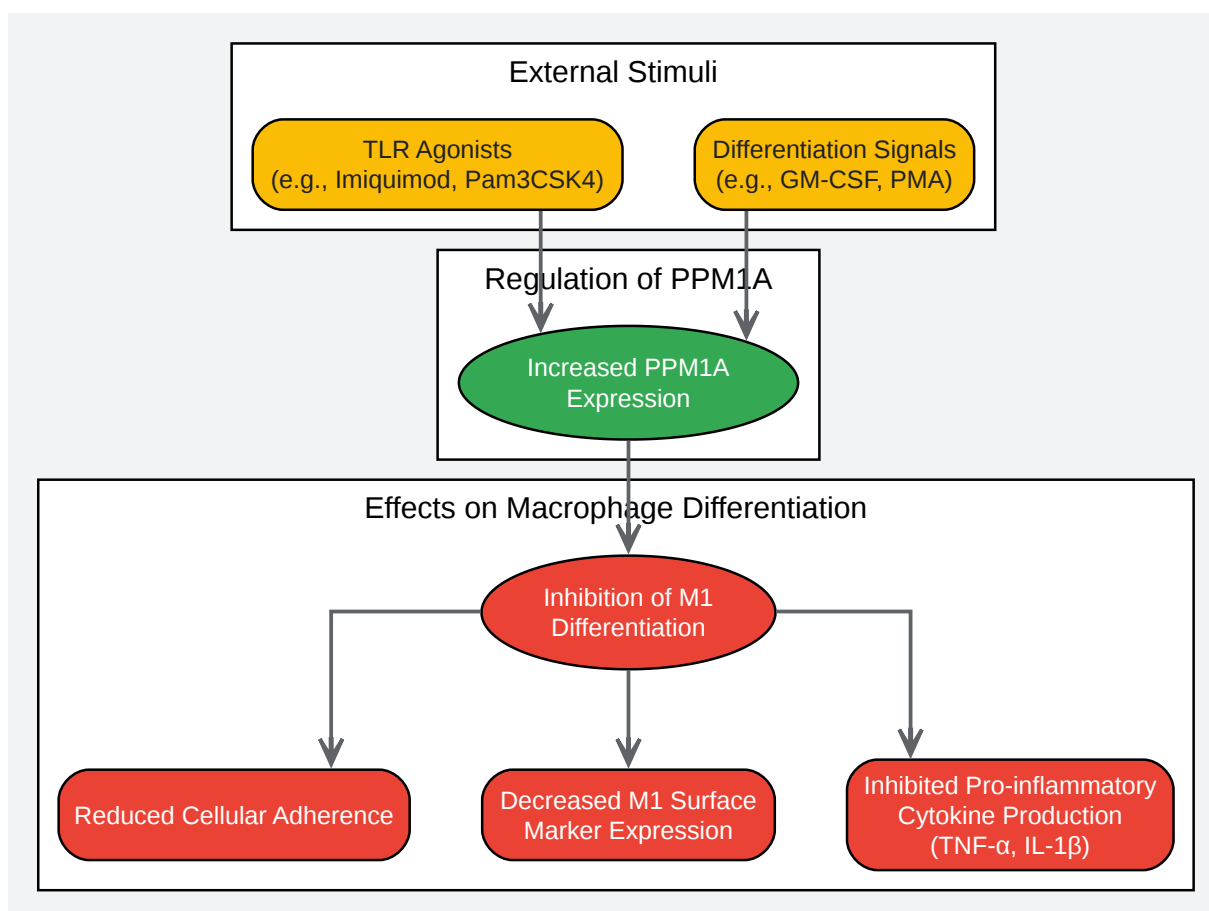 External Stimuli
TLR Agonists
(e.g., Imiquimod, Pam3CSK4)
Differentiation Signals
(e.g., GM-CSF, PMA)
Regulation of PPM1A
Increased PPM1A
Expression
Effects on Macrophage Differentiation
Inhibition of M1
Differentiation
Reduced Cellular Adherence
Decreased M1 Surface
Marker Expression
Inhibited Pro-inflammatory
Cytokine Production
(TNF-α, IL-1β)